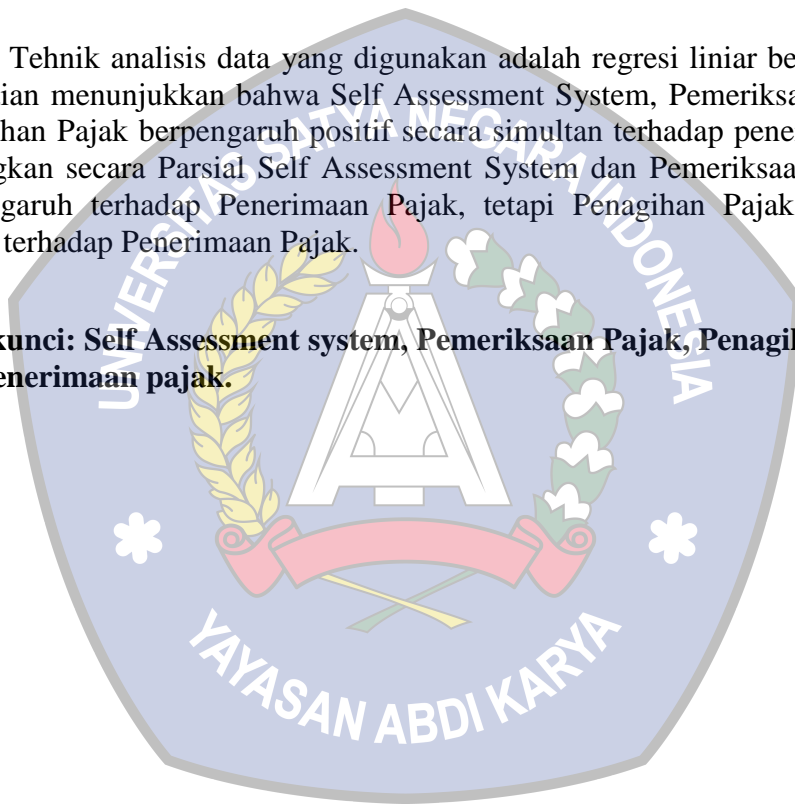 Tehnik analisis data yang digunakan adalah regresi liniar be
ian menunjukkan bahwa Self Assessment System, Pemeriksa
han Pajak berpengaruh positif secara simultan terhadap pene
gkan secara Parsial Self Assessment System dan Pemeriksaa
garuh terhadap Penerimaan Pajak, tetapi Penagihan Pajak
terhadap Penerimaan Pajak.
kunci: Self Assessment system, Pemeriksaan Pajak, Penagil
enerimaan pajak.
UNIVERSITAS SATYA NEGARA INDONESIA
YAYASAN ABDI KARYA